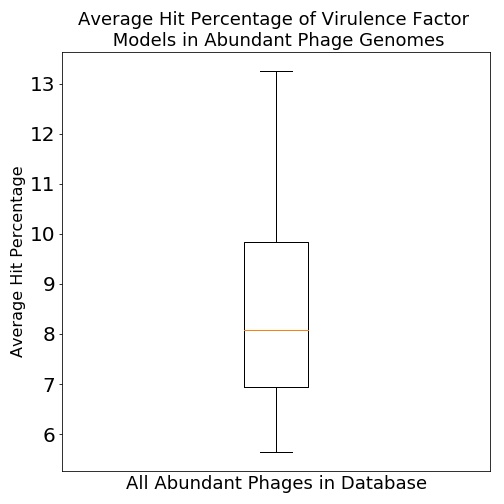 Average Hit Percentage of Virulence Factor
Models in Abundant Phage Genomes
13
12
11
10
9
8
7
6
Average Hit Percentage
All Abundant Phages in Database